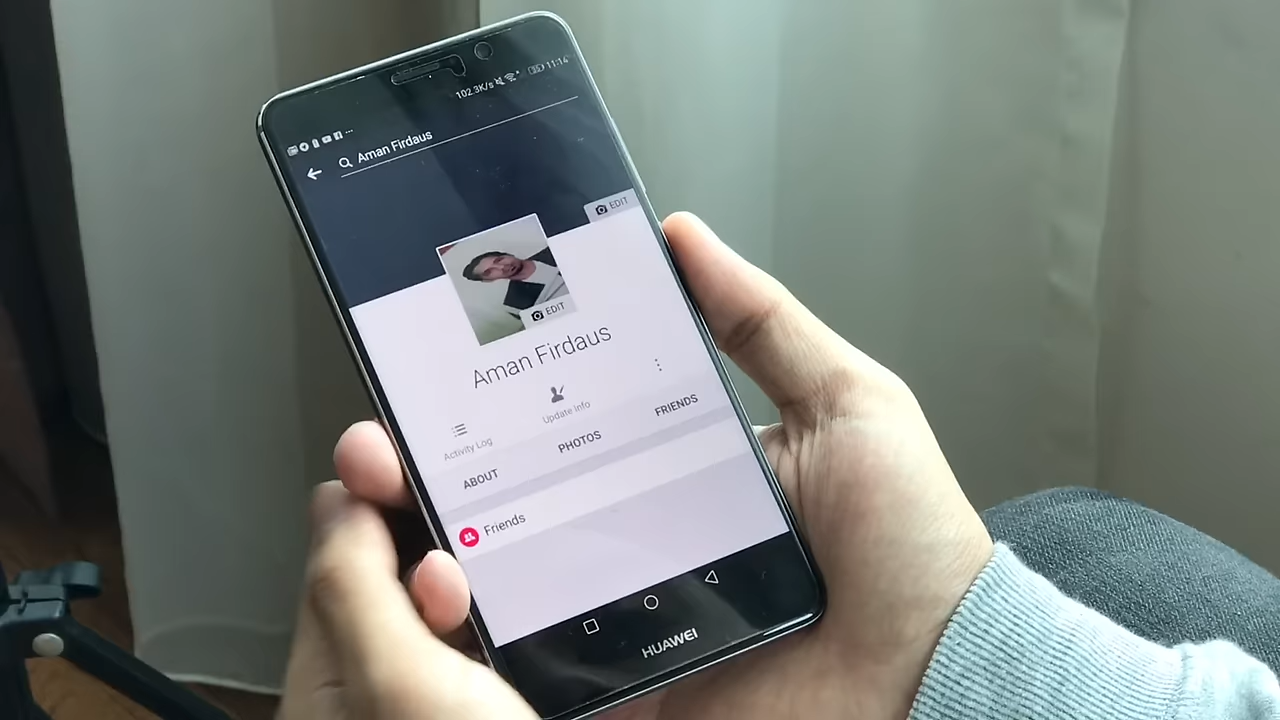 102.3K/s 11:14
Aman Firdaus
EDIT
EDIT
Aman Firdaus
Activity Log
Update Info
ABOUT
PHOTOS
FRIENDS
Friends
HUAWEI